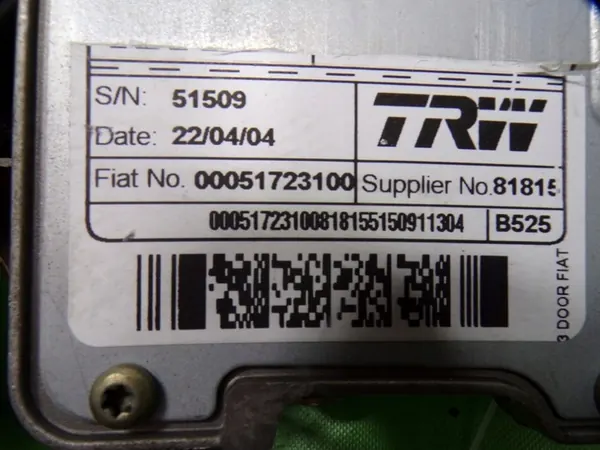 S/N: 51509
TRW
Date: 22/04/04
Fiat No. 00051723100
Supplier No. 81815
00051723100818155150911304
B525
3 DOOR FIAT